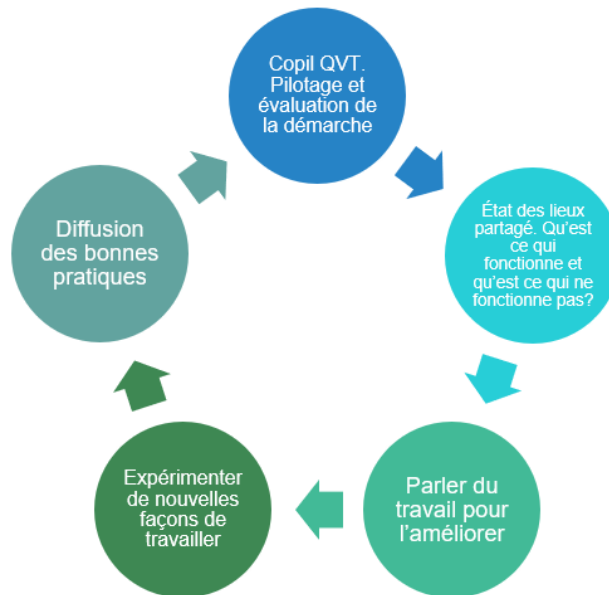 Copil QVT.
Pilotage et
évaluation de
la démarche
État des lieux
partagé. Qu'est
ce qui
fonctionne et
qu'est ce qui ne
fonctionne pas?
Parler du
travail pour
l'améliorer
Expérimenter
de nouvelles
façons de
travailler
Diffusion
des bonnes
pratiques